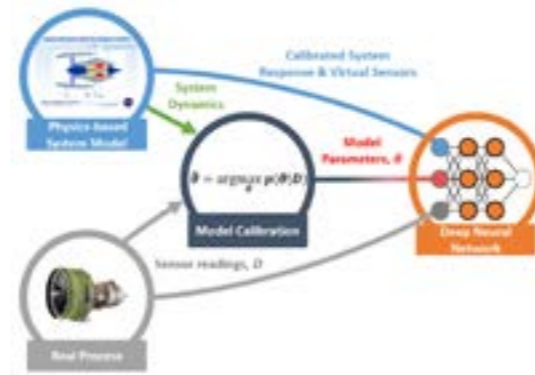 Calibrated System
Response & Virtual Sensors
System
Dynamics
Physics-based
System Model
Model
Parameters, θ
θ = argmax p(θ|D)
θ
Model Calibration
Deep Neural
Network
Sensor readings, D
Real Process